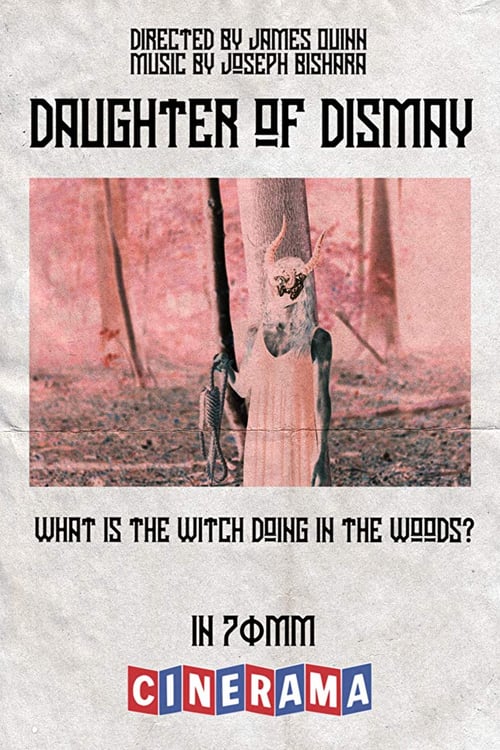 DIRECTED BY JAMES QUINN
MUSIC BY JOSEPH BISHARA
DAUGHTER OF DISMAY
WHAT IS THE WITCH DOING IN THE WOODS?
IN 70MM
CINERAMA